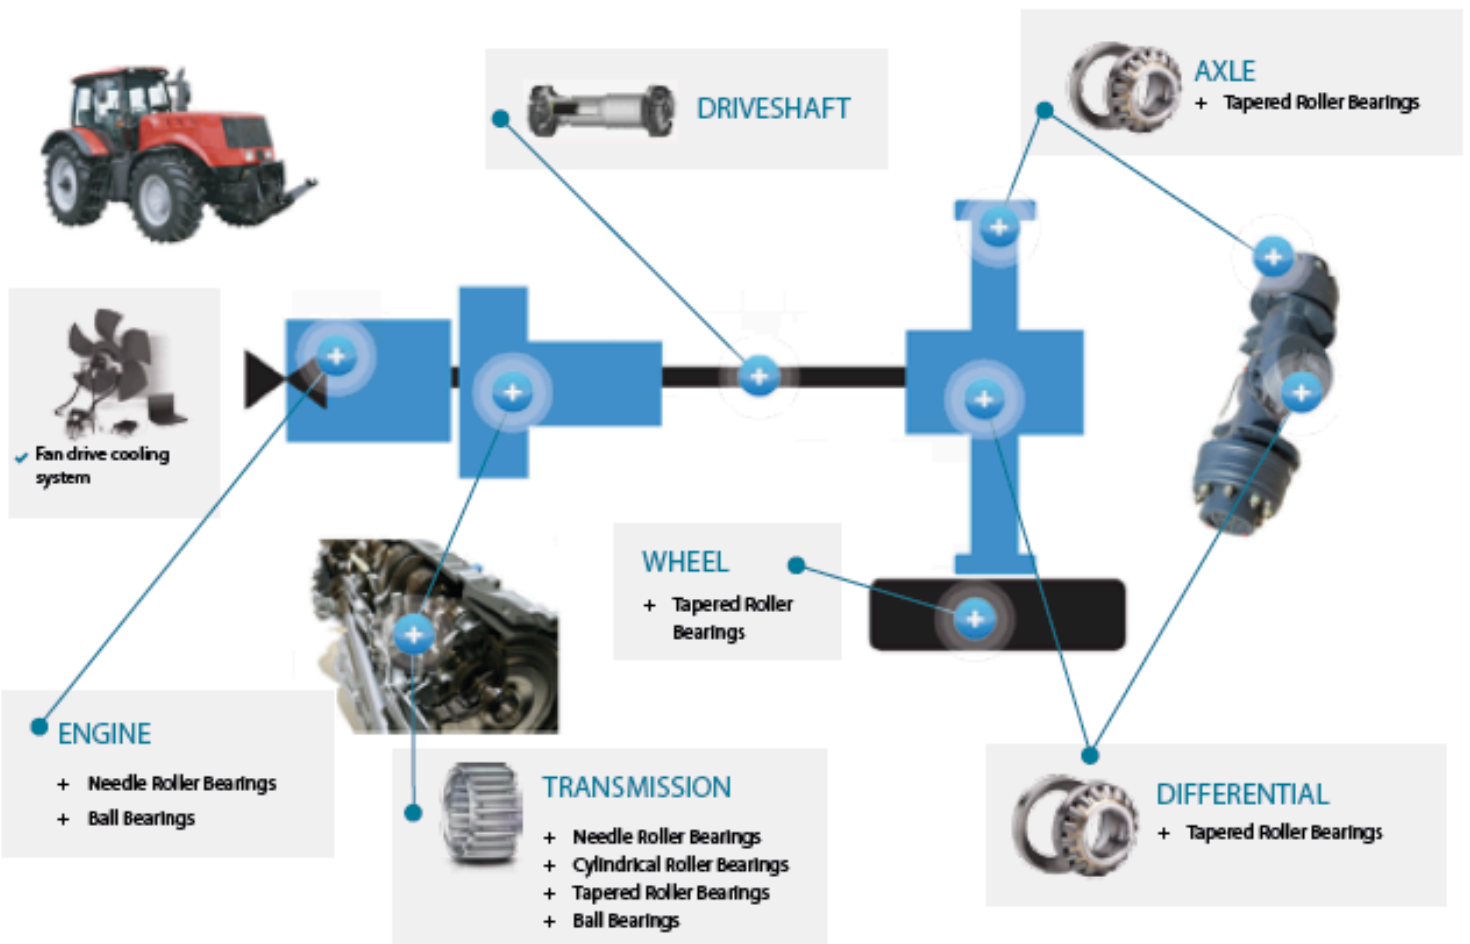 DRIVESHAFT
AXLE
+ Tapered Roller Bearings
Fan drive cooling
system
WHEEL
+ Tapered Roller
Bearings
ENGINE
+ Needle Roller Bearings
+ Ball Bearings
TRANSMISSION
+ Needle Roller Bearings
+ Cylindrical Roller Bearings
+ Tapered Roller Bearings
+ Ball Bearings
DIFFERENTIAL
+ Tapered Roller Bearings